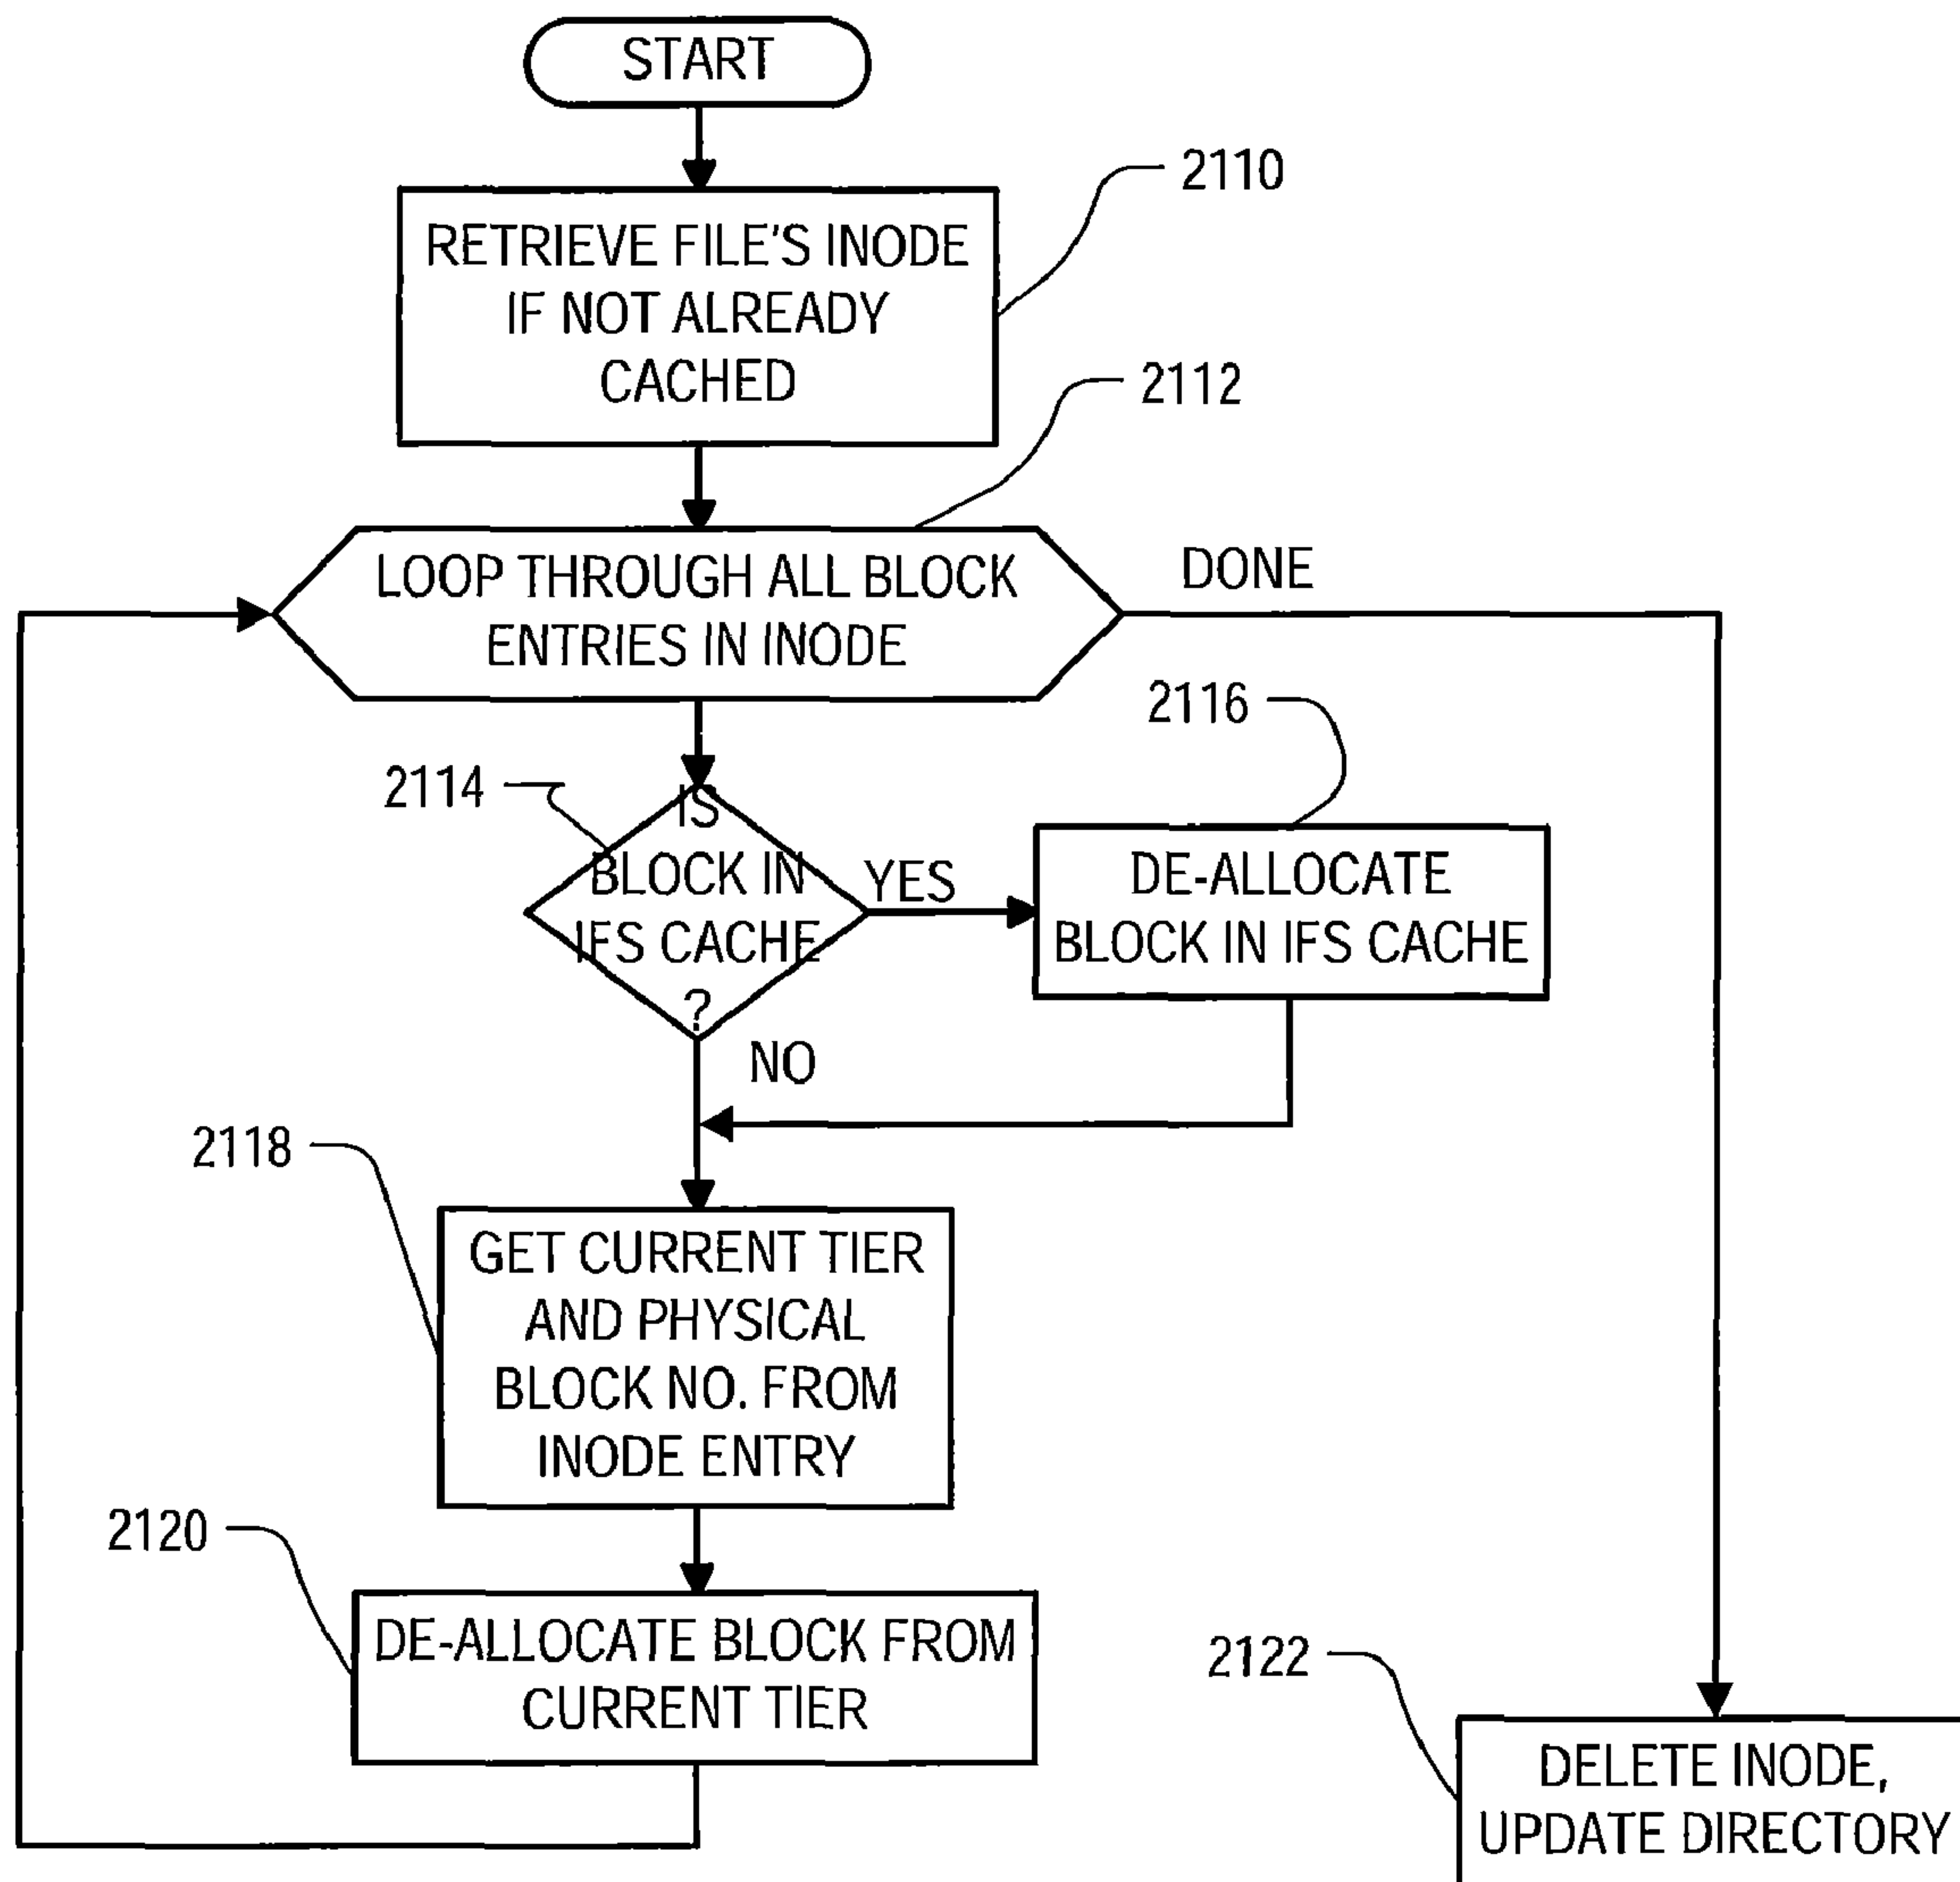 START
2110
RETRIEVE FILE'S INODE
IF NOT ALREADY
CACHED
2112
LOOP THROUGH ALL BLOCK
ENTRIES IN INODE
DONE
2116
2114
IS
BLOCK IN
IFS CACHE
?
YES
DE-ALLOCATE
BLOCK IN IFS CACHE
NO
2118
GET CURRENT TIER
AND PHYSICAL
BLOCK NO. FROM
INODE ENTRY
2120
DE-ALLOCATE BLOCK FROM
CURRENT TIER
2122
DELETE INODE,
UPDATE DIRECTORY